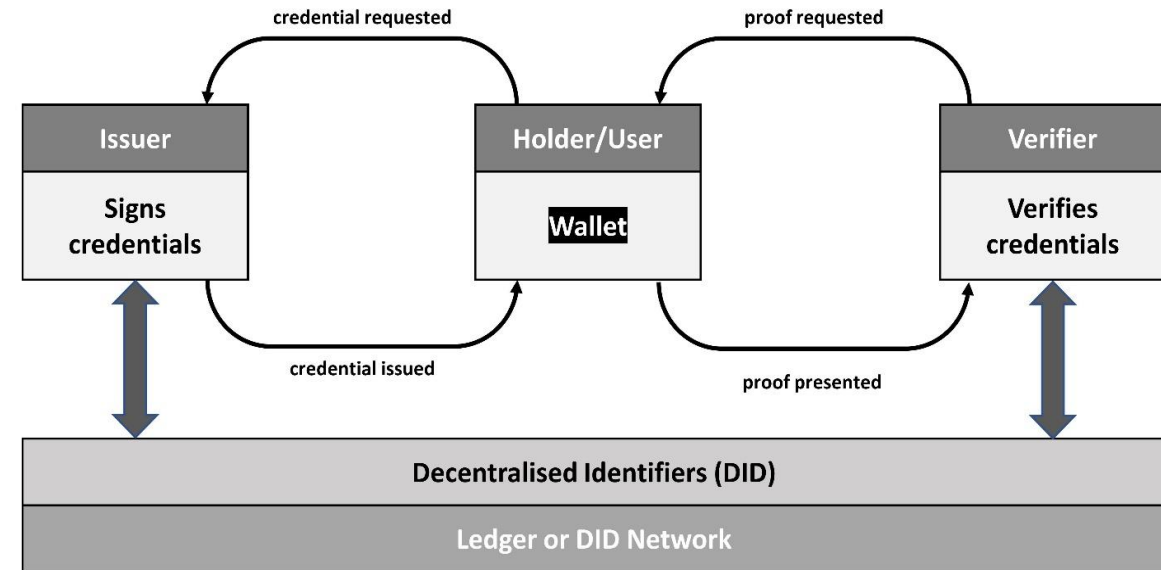 credential requested
proof requested
Issuer
Holder/User
Verifier
Signs
credentials
Wallet
Verifies
credentials
credential issued
proof presented
Decentralised Identifiers (DID)
Ledger or DID Network